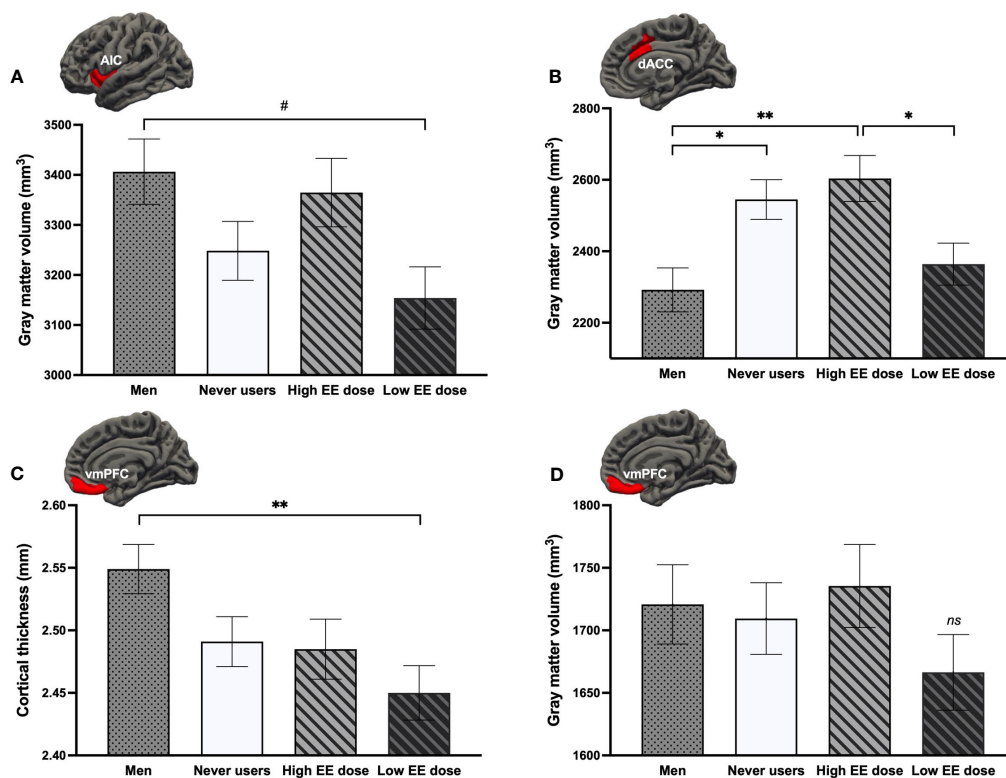 A
AIC
#
Gray matter volume (mm³)
3500
3400
3300
3200
3100
3000
Men
Never users
High EE dose
Low EE dose
B
dACC
**
*
*
Gray matter volume (mm³)
2800
2600
2400
2200
Men
Never users
High EE dose
Low EE dose
C
vmPFC
**
Cortical thickness (mm)
2.60
2.55
2.50
2.45
2.40
Men
Never users
High EE dose
Low EE dose
D
vmPFC
ns
Gray matter volume (mm³)
1800
1750
1700
1650
1600
Men
Never users
High EE dose
Low EE dose